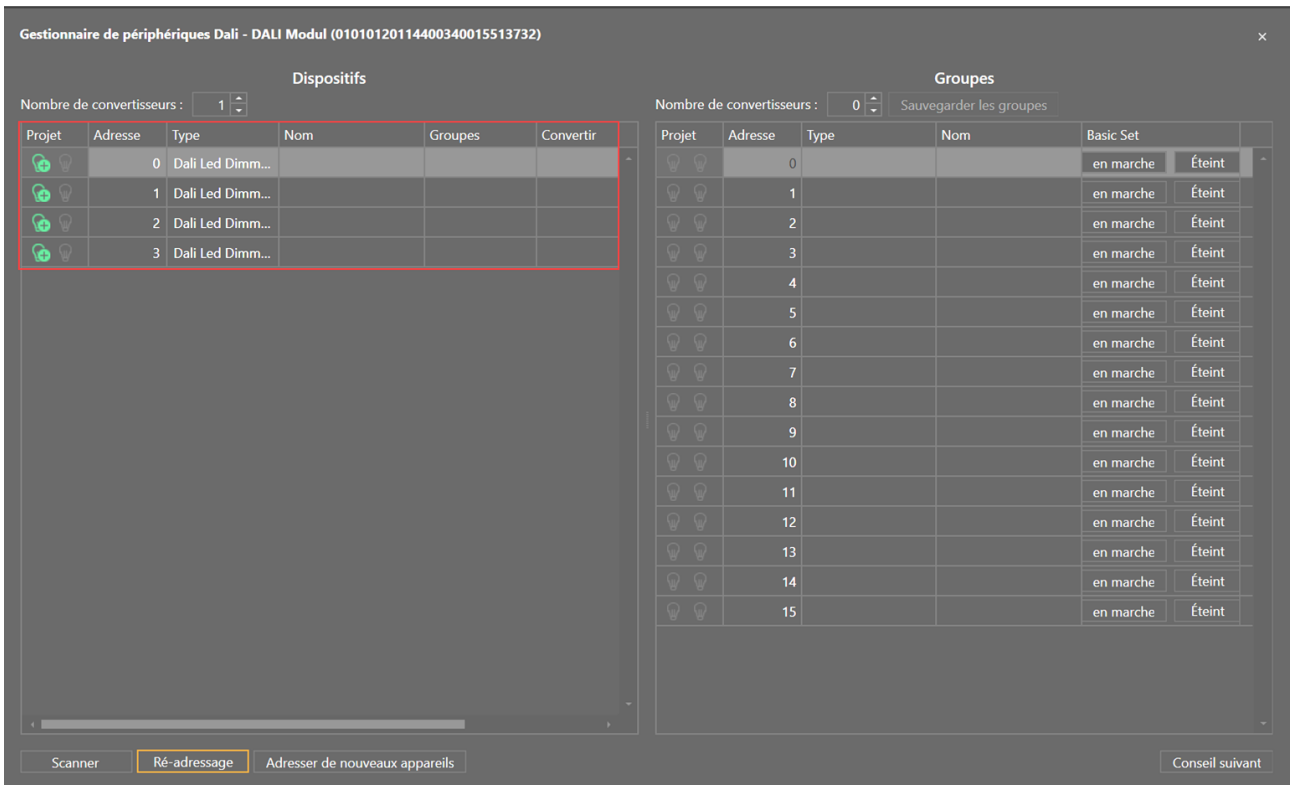 Gestionnaire de périphériques Dali - DALI Modul (01010120114400340015513732)
×
Dispositifs
Nombre de convertisseurs : 1
Projet Adresse Type Nom Groupes Convertir
0 Dali Led Dimm...
1 Dali Led Dimm...
2 Dali Led Dimm...
3 Dali Led Dimm...
Groupes
Nombre de convertisseurs : 0 Sauvegarder les groupes
Projet Adresse Type Nom Basic Set
0 en marche Éteint
1 en marche Éteint
2 en marche Éteint
3 en marche Éteint
4 en marche Éteint
5 en marche Éteint
6 en marche Éteint
7 en marche Éteint
8 en marche Éteint
9 en marche Éteint
10 en marche Éteint
11 en marche Éteint
12 en marche Éteint
13 en marche Éteint
14 en marche Éteint
15 en marche Éteint
Scanner Ré-adressage Adresser de nouveaux appareils Conseil suivant